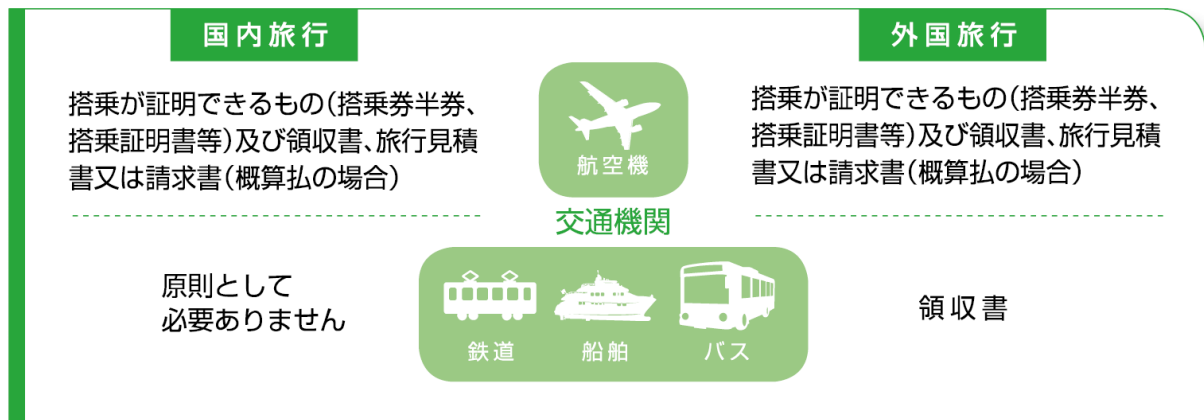 国内旅行
外国旅行
搭乗が証明できるもの(搭乗券半券、
搭乗証明書等)及び領収書、旅行見積
書又は請求書(概算払の場合)
航空機
搭乗が証明できるもの(搭乗券半券、
搭乗証明書等)及び領収書、旅行見積
書又は請求書(概算払の場合)
交通機関
原則として
必要ありません
鉄道
船舶
バス
領収書